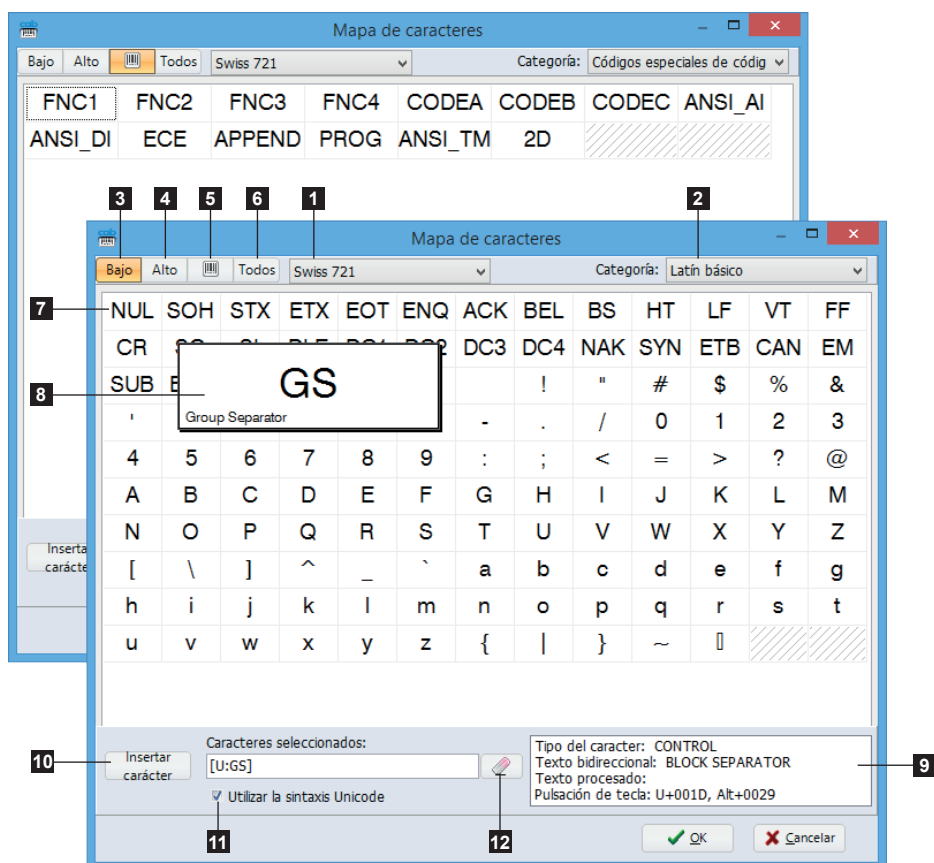 cab
Mapa de caracteres
Bajo Alto Todos Swiss 721 Categoría: Códigos especiales de códig
FNC1 FNC2 FNC3 FNC4 CODEA CODEB CODEC ANSI_AI
ANSI_DI ECE APPEND PROG ANSI_TM 2D
3 4 5 6 1 2
cab
Mapa de caracteres
Bajo Alto Todos Swiss 721 Categoría: Latín básico
7
NUL SOH STX ETX EOT ENQ ACK BEL BS HT LF VT FF
CR DC3 DC4 NAK SYN ETB CAN EM
8
GS
Group Separator
SUB ! " # $ % &
' - . / 0 1 2 3
4 5 6 7 8 9 : ; < = > ? @
A B C D E F G H I J K L M
N O P Q R S T U V W X Y Z
[ \ ] ^ _ ` a b c d e f g
h i j k l m n o p q r s t
u v w x y z { | } ~
Inserta
carácte
10
Insertar
carácter
Caracteres seleccionados:
[U:GS]
Utilizar la sintaxis Unicode
11
12
Tipo del caracter: CONTROL
Texto bidireccional: BLOCK SEPARATOR
Texto procesado:
Pulsación de tecla: U+001D, Alt+0029
9
OK Cancelar